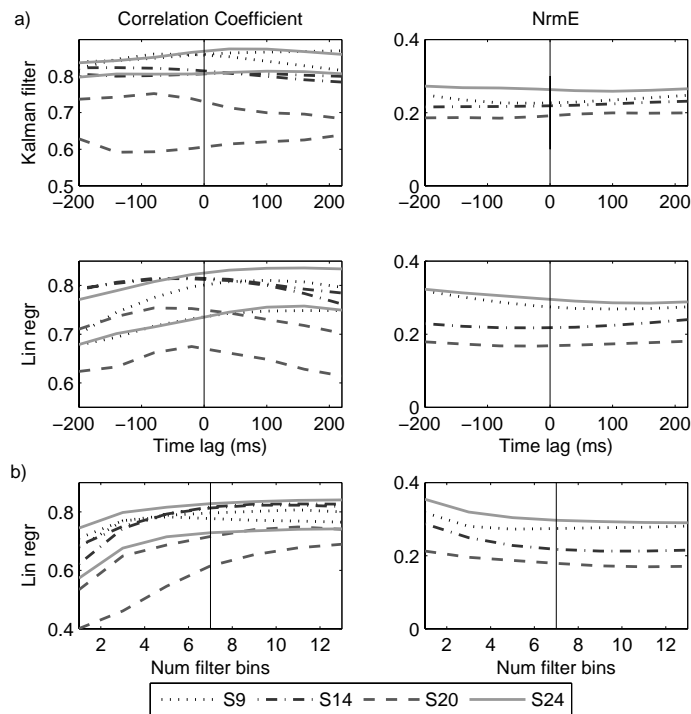 a)
Correlation Coefficient
NrmE
Kalman filter
0.8
0.7
0.6
0.5
−200 −100 0 100 200
0.4
0.2
0
−200 −100 0 100 200
Lin regr
0.8
0.7
0.6
−200 −100 0 100 200
Time lag (ms)
0.4
0.2
0
−200 −100 0 100 200
Time lag (ms)
b)
Lin regr
0.8
0.6
0.4
2 4 6 8 10 12
Num filter bins
0.4
0.2
0
2 4 6 8 10 12
Num filter bins
S9 S14 S20 S24